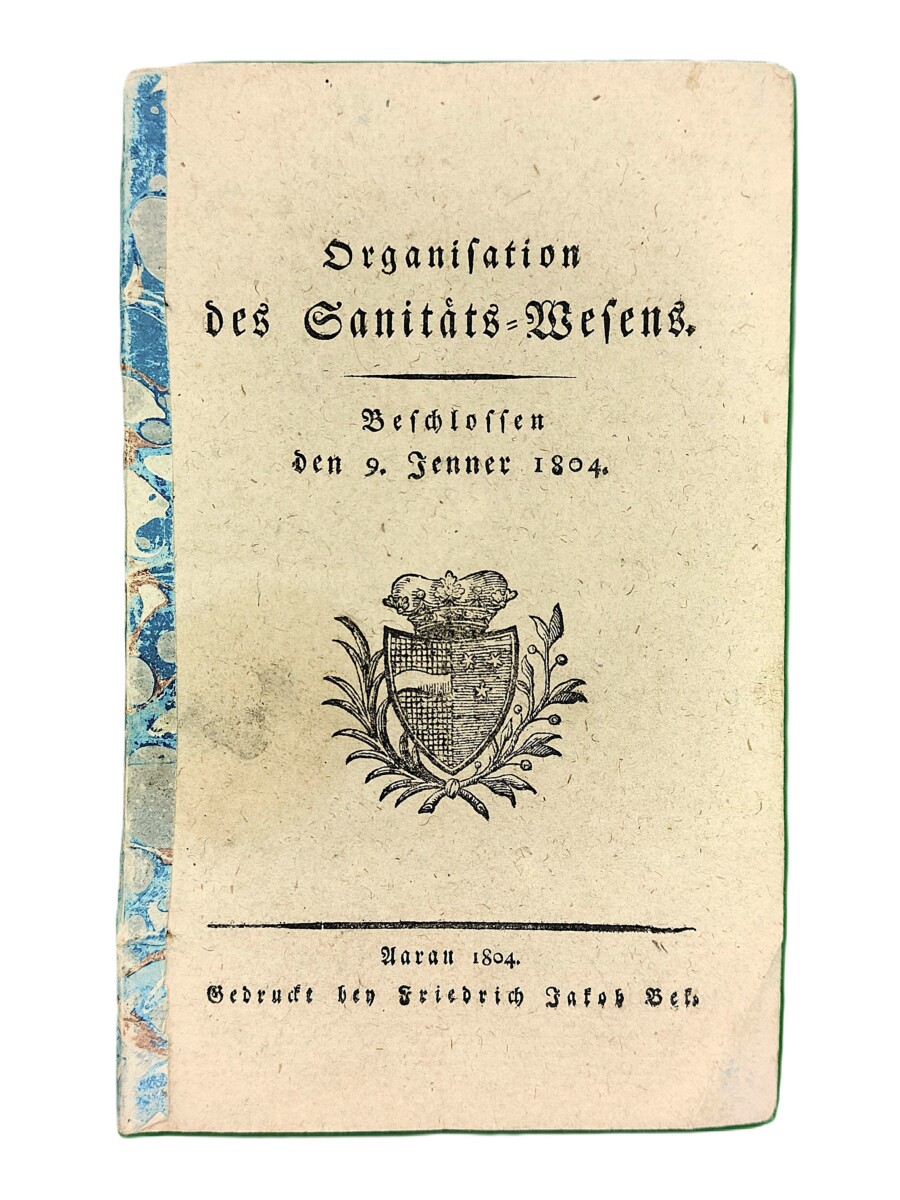 Organiſation
des Sanitäts-Weſens.
Beſchloſſen
den 9. Jenner 1804.
Aarau 1804.
Gedruckt bey Friedrich Jakob Bek.